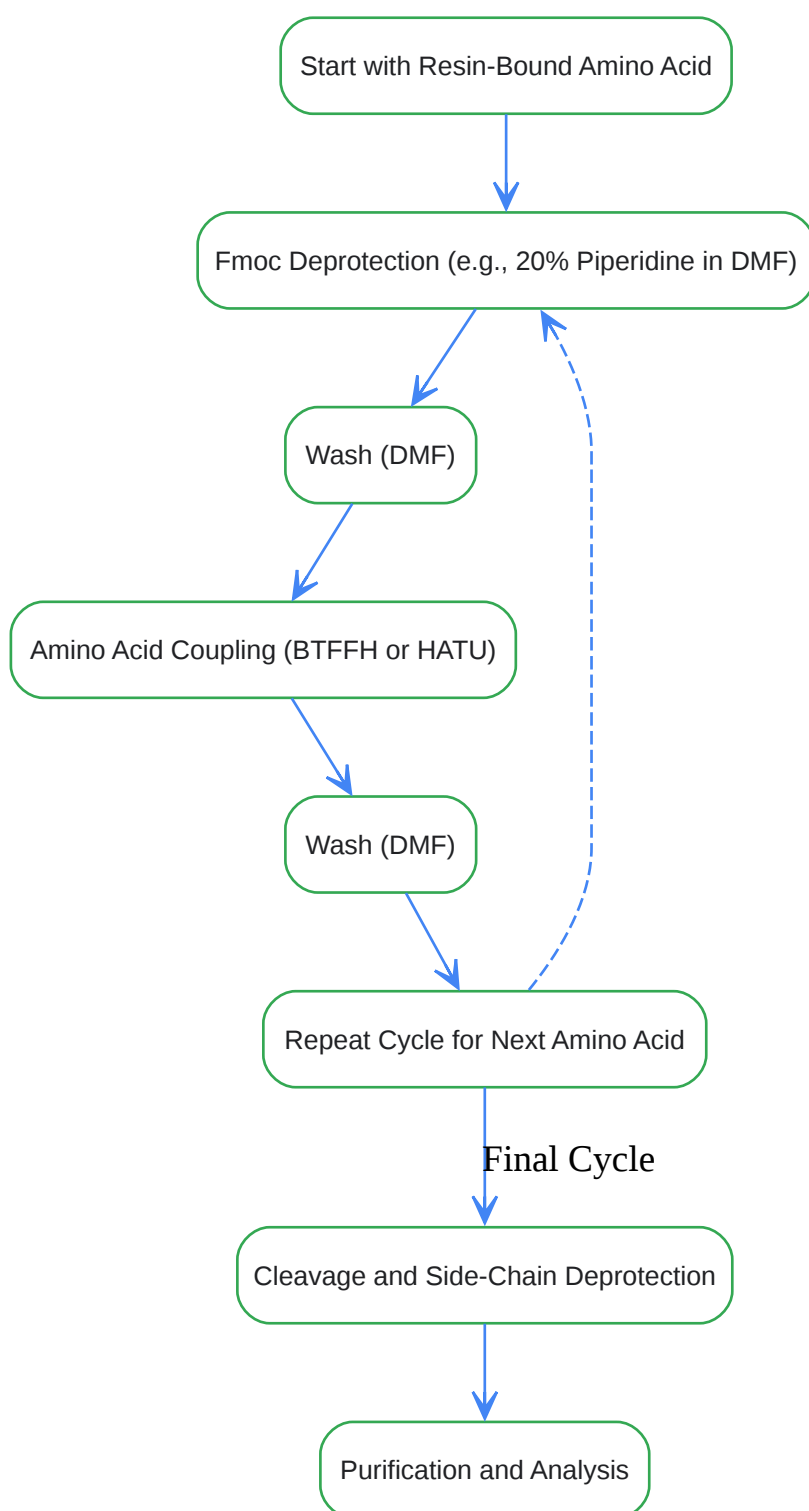 Start with Resin-Bound Amino Acid
Fmoc Deprotection (e.g., 20% Piperidine in DMF)
Wash (DMF)
Amino Acid Coupling (BTFFH or HATU)
Wash (DMF)
Repeat Cycle for Next Amino Acid
Final Cycle
Cleavage and Side-Chain Deprotection
Purification and Analysis